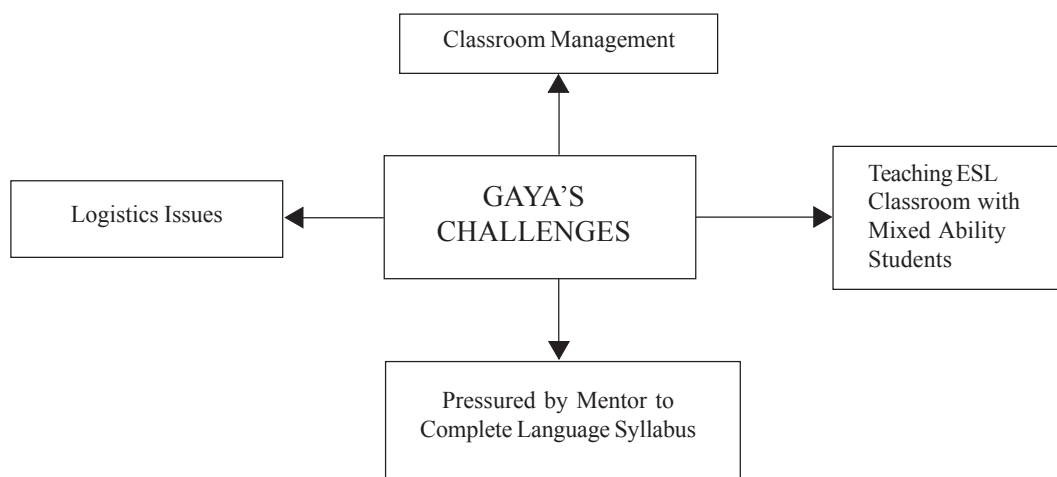 Classroom Management
Logistics Issues
GAYA’S
CHALLENGES
Teaching ESL
Classroom with
Mixed Ability
Students
Pressured by Mentor to
Complete Language Syllabus